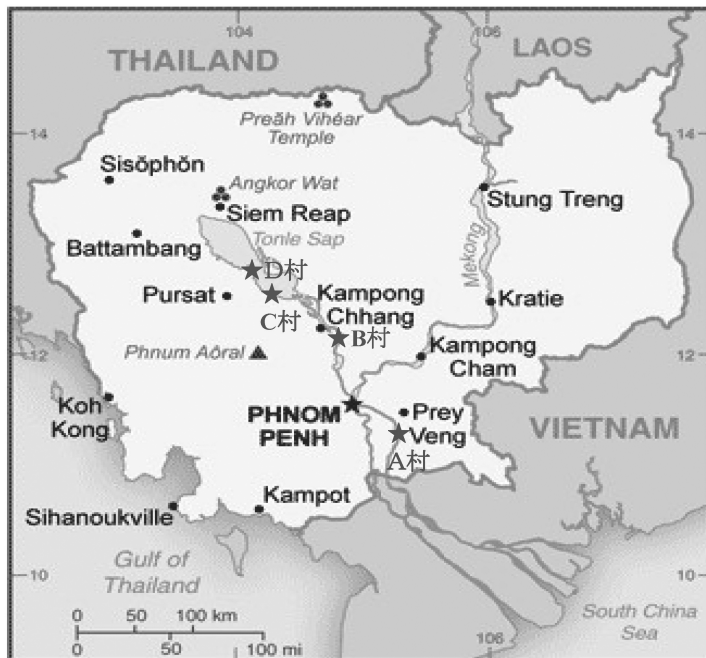 104
106
THAILAND
LAOS
14
14
Preăh Vihéar
Temple
Sisŏphŏn
Angkor Wat
Siem Reap
Stung Treng
Battambang
Tonle Sap
Mekong
D村
Pursat
C村
Kampong
Chhang
Kratie
B村
12
12
Phnum Aôral
Kampong
Cham
Koh
Kong
PHNOM
PENH
Prey
Veng
VIETNAM
A村
Sihanoukville
Kampot
Gulf of
Thailand
10
10
0 50 100 km
0 50 100 mi
South China
Sea
106